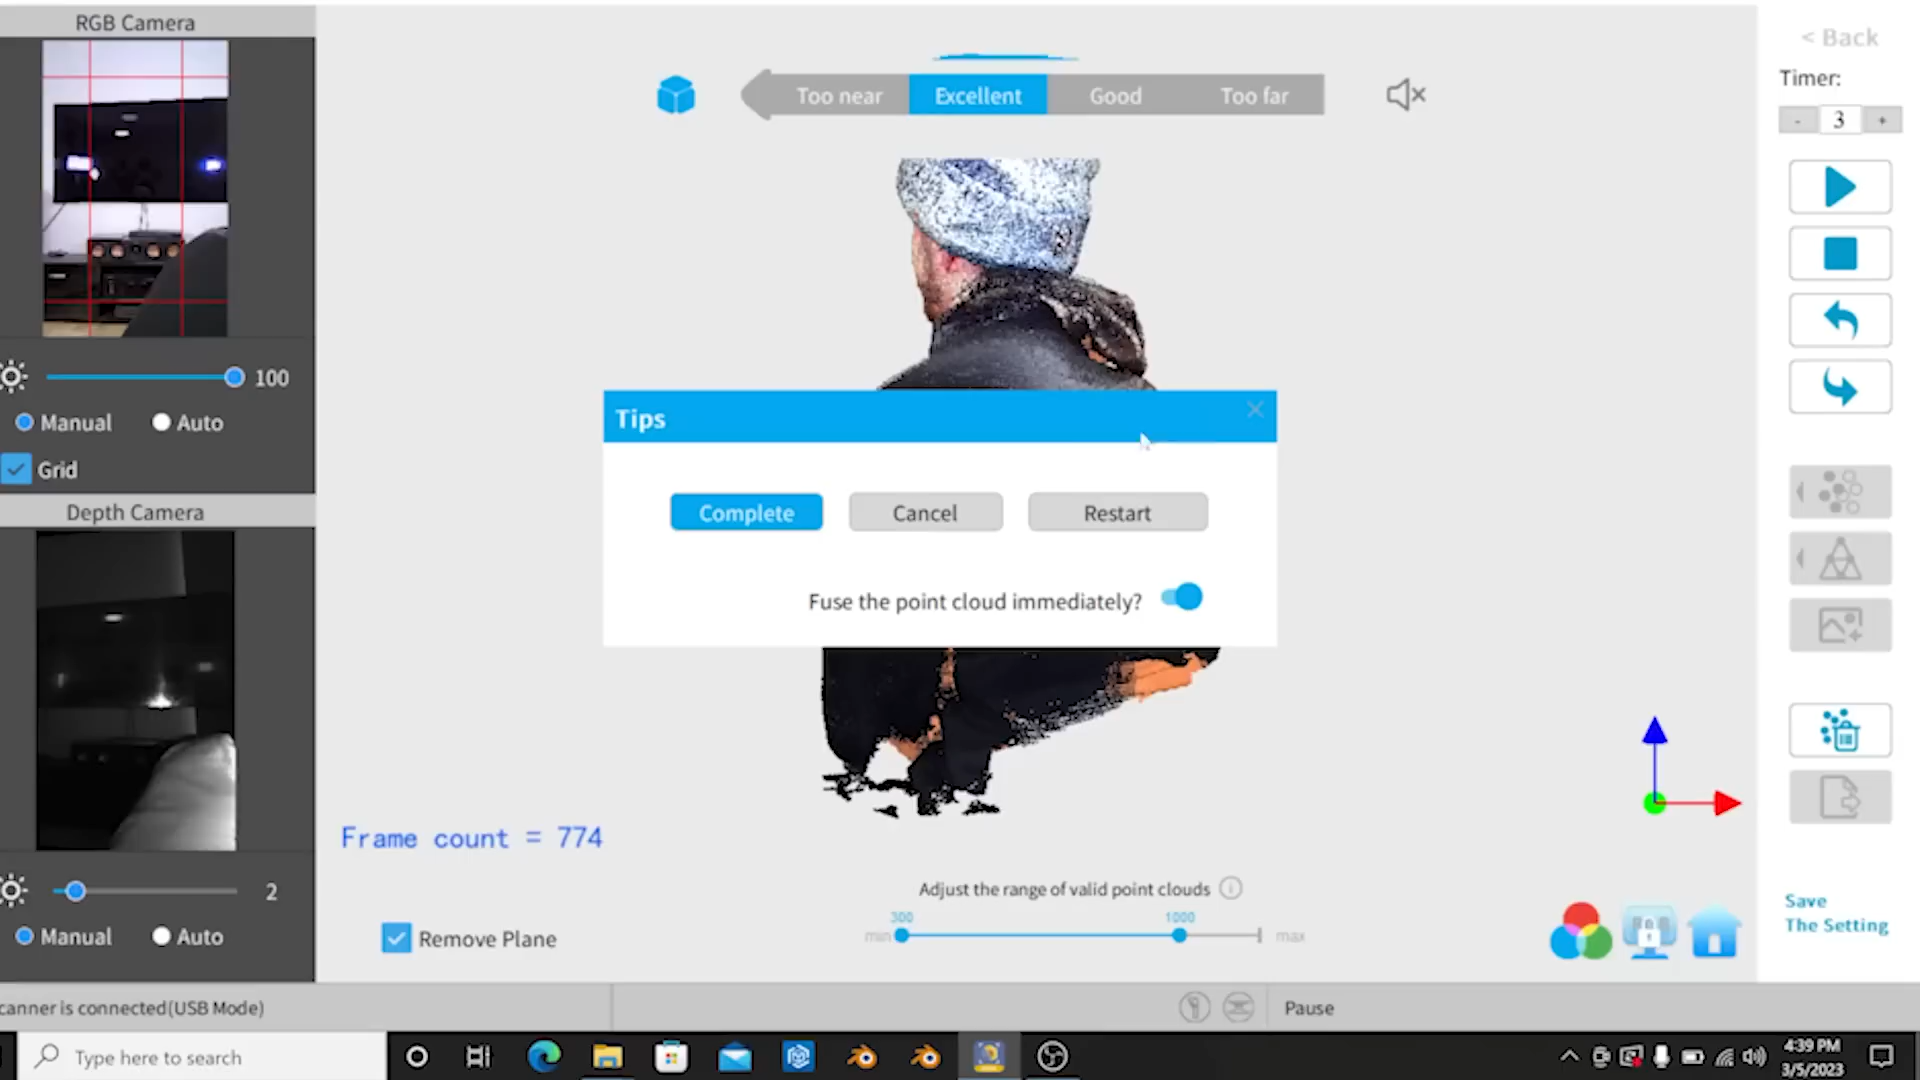 RGB Camera
100
Manual
Auto
Grid
Depth Camera
2
Manual
Auto
Too near
Excellent
Good
Too far
Tips
Complete
Cancel
Restart
Fuse the point cloud immediately?
Frame count = 774
Remove Plane
Adjust the range of valid point clouds
300
1000
min
max
< Back
Timer:
-
3
+
Save
The Setting
canner is connected(USB Mode)
Pause
Type here to search
4:39 PM
3/5/2023